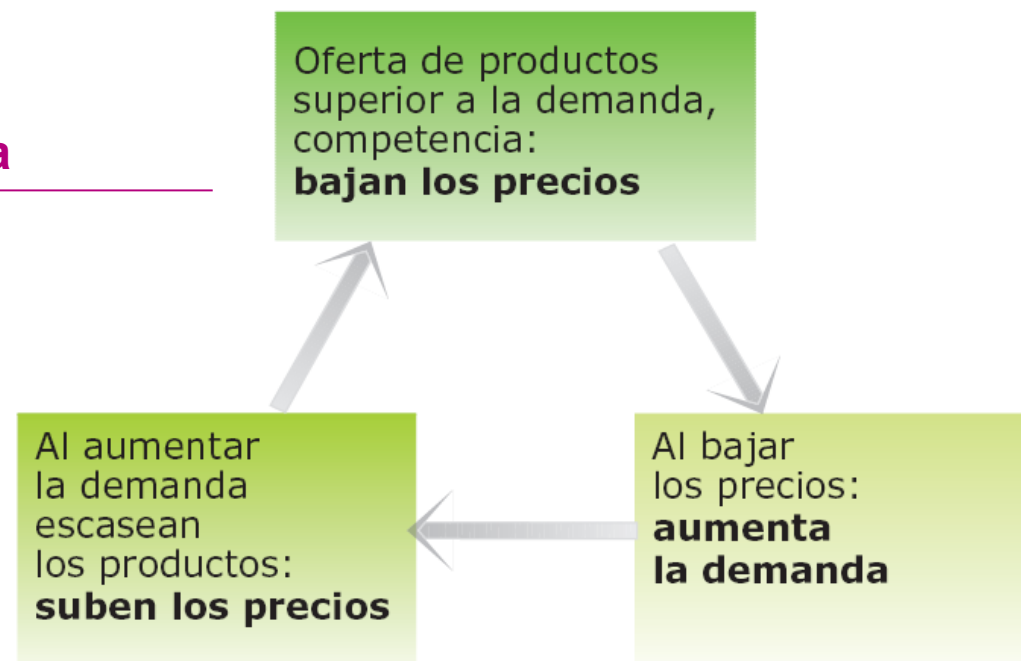 Oferta de productos
superior a la demanda,
competencia:
bajan los precios
Al bajar
los precios:
aumenta
la demanda
Al aumentar
la demanda
escasean
los productos:
suben los precios